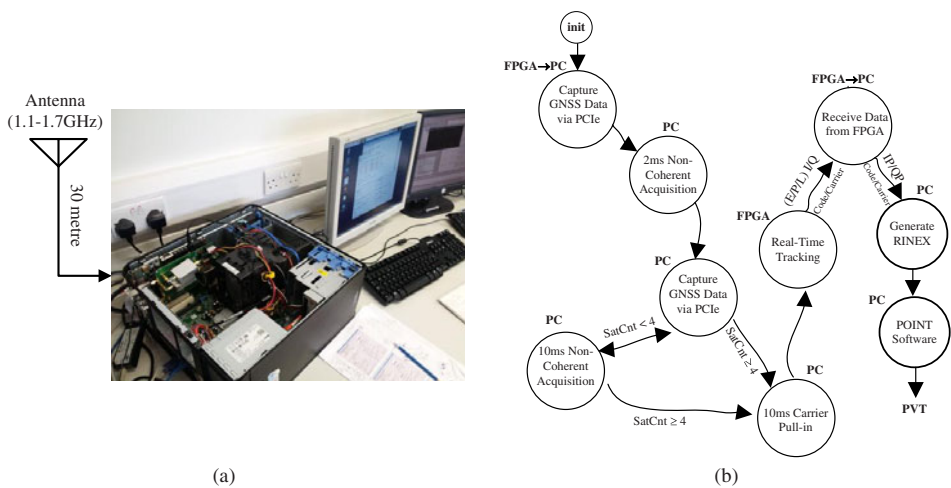 Antenna
(1.1-1.7GHz)
30 metre
(a)
init
FPGA→PC
Capture
GNSS Data
via PCIe
PC
2ms Non-
Coherent
Acquisition
PC
Capture
GNSS Data
via PCIe
SatCnt < 4
SatCnt ≥ 4
PC
10ms Non-
Coherent
Acquisition
SatCnt ≥ 4
PC
10ms Carrier
Pull-in
FPGA
Real-Time
Tracking
(E/P/L) I/Q
Code/Carrier
FPGA→PC
Receive Data
from FPGA
IP/QP
Code/Carrier
PC
Generate
RINEX
PC
POINT
Software
PVT
(b)